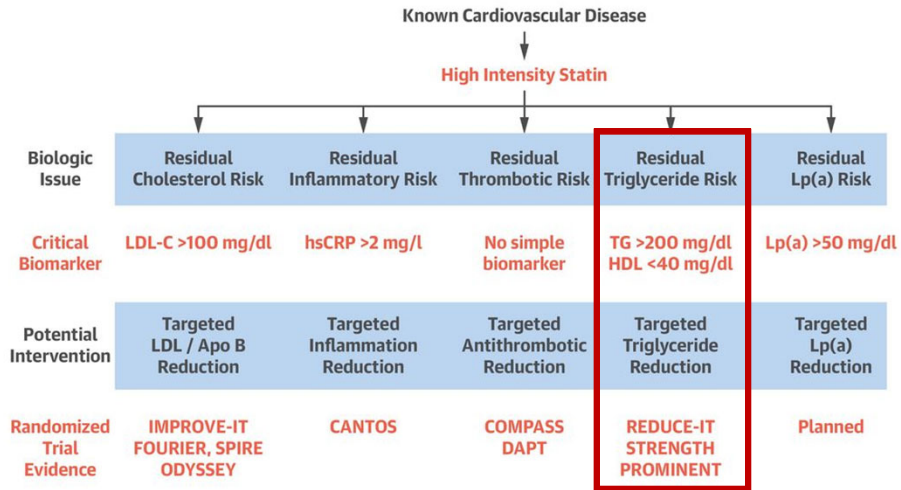 Known Cardiovascular Disease
High Intensity Statin
Biologic
Issue
Residual
Cholesterol Risk
Residual
Inflammatory Risk
Residual
Thrombotic Risk
Residual
Triglyceride Risk
Residual
Lp(a) Risk
Critical
Biomarker
LDL-C >100 mg/dl
hsCRP >2 mg/l
No simple
biomarker
TG >200 mg/dl
HDL <40 mg/dl
Lp(a) >50 mg/dl
Potential
Intervention
Targeted
LDL / Apo B
Reduction
Targeted
Inflammation
Reduction
Targeted
Antithrombotic
Reduction
Targeted
Triglyceride
Reduction
Targeted
Lp(a)
Reduction
Randomized
Trial
Evidence
IMPROVE-IT
FOURIER, SPIRE
ODYSSEY
CANTOS
COMPASS
DAPT
REDUCE-IT
STRENGTH
PROMINENT
Planned